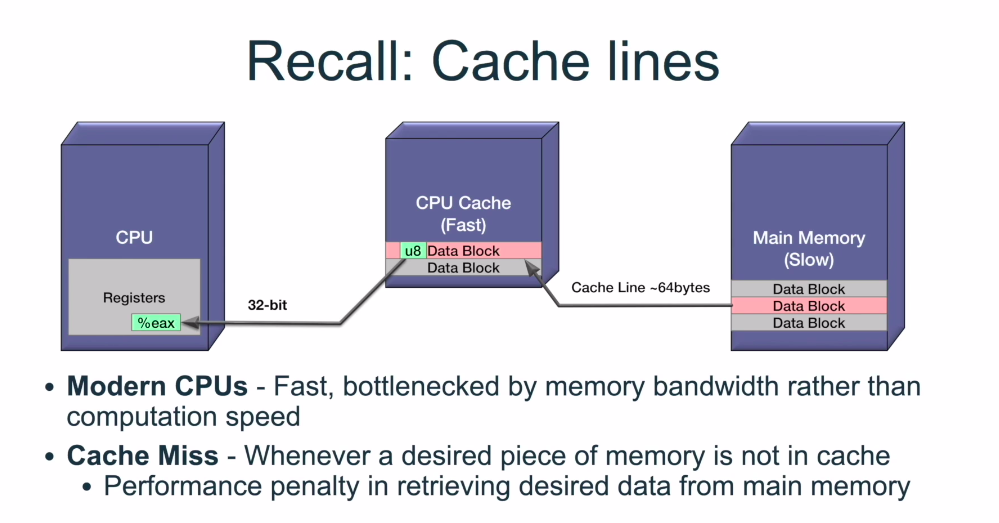 Recall: Cache lines
CPU
Registers
%eax
32-bit
CPU Cache
(Fast)
u8 Data Block
Data Block
Cache Line ~64bytes
Main Memory
(Slow)
Data Block
Data Block
Data Block
• Modern CPUs - Fast, bottlenecked by memory bandwidth rather than
computation speed
• Cache Miss - Whenever a desired piece of memory is not in cache
• Performance penalty in retrieving desired data from main memory